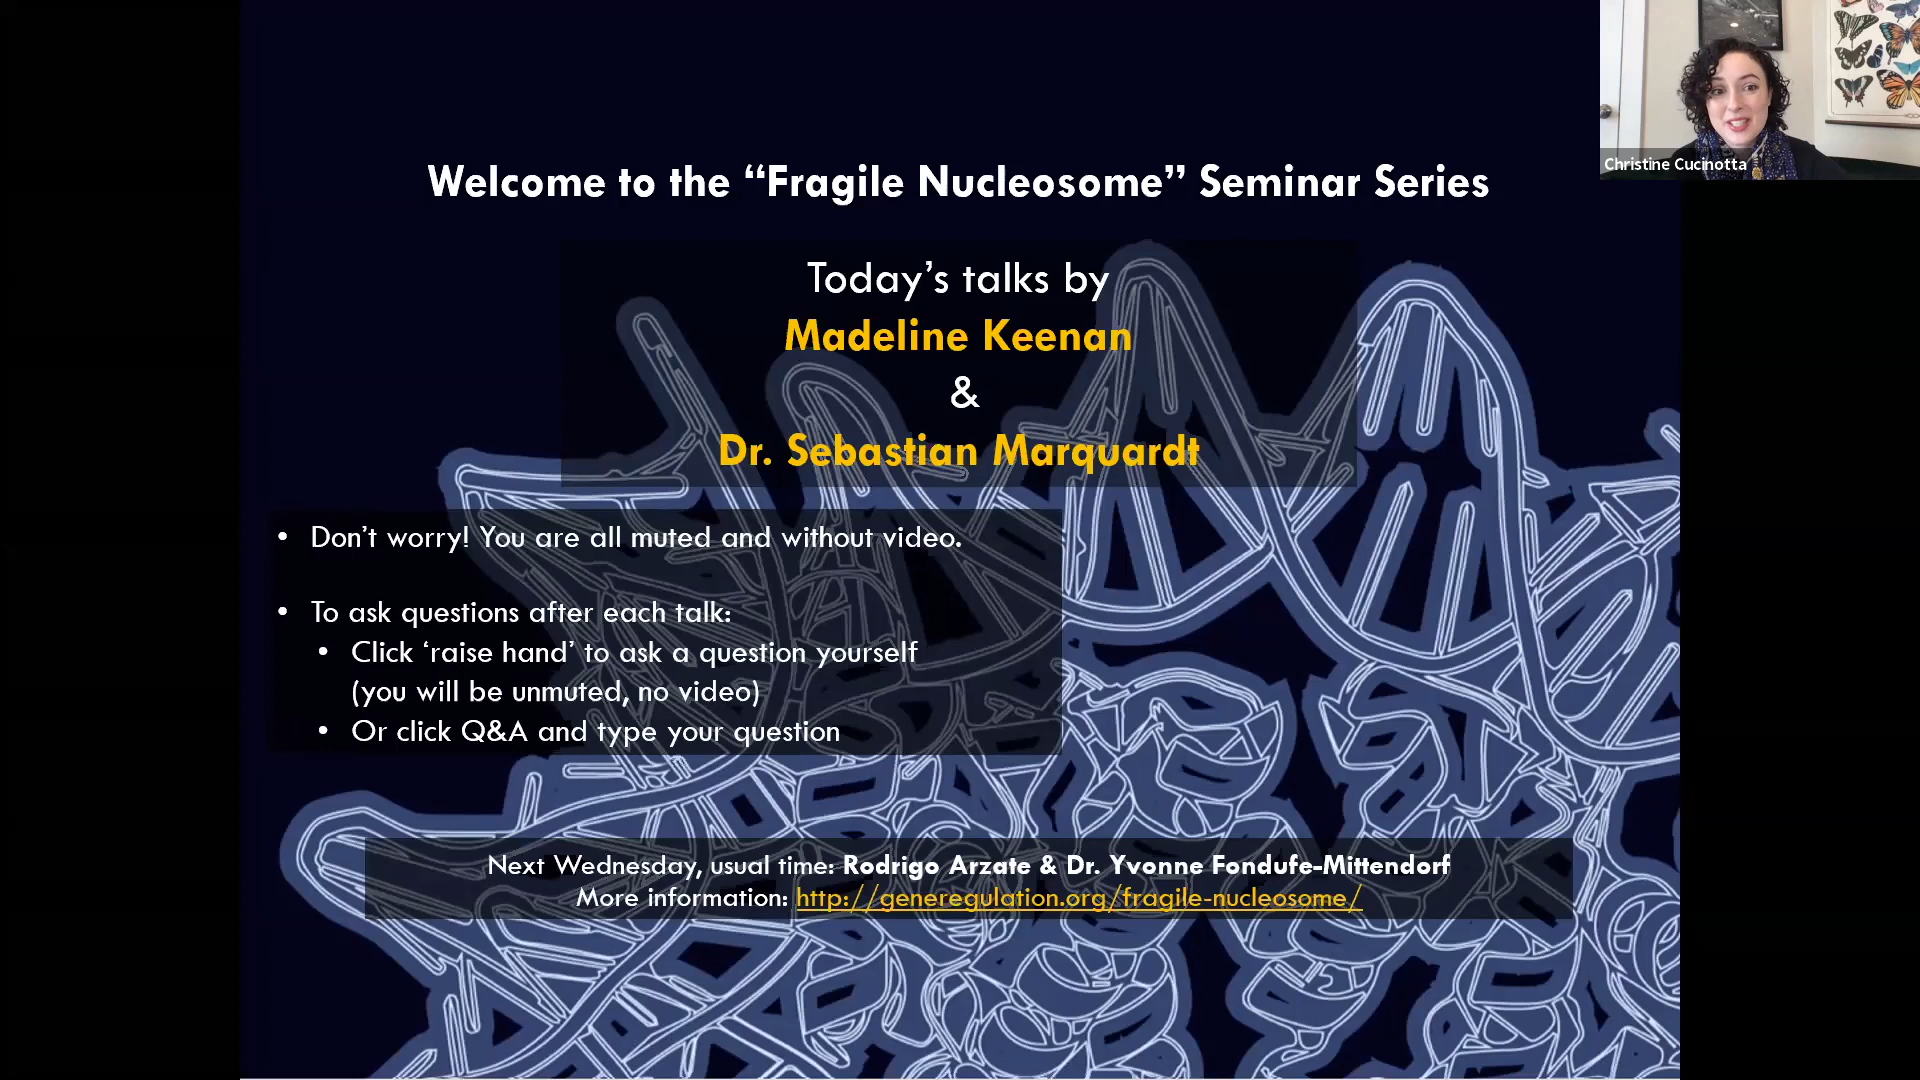 Welcome to the “Fragile Nucleosome” Seminar Series
Christine Cucinotta
Today’s talks by
Madeline Keenan
&
Dr. Sebastian Marquardt
• Don’t worry! You are all muted and without video.
• To ask questions after each talk:
• Click ‘raise hand’ to ask a question yourself
(you will be unmuted, no video)
• Or click Q&A and type your question
Next Wednesday, usual time: Rodrigo Arzate & Dr. Yvonne Fondufe-Mittendorf
More information: http://generegulation.org/fragile-nucleosome/